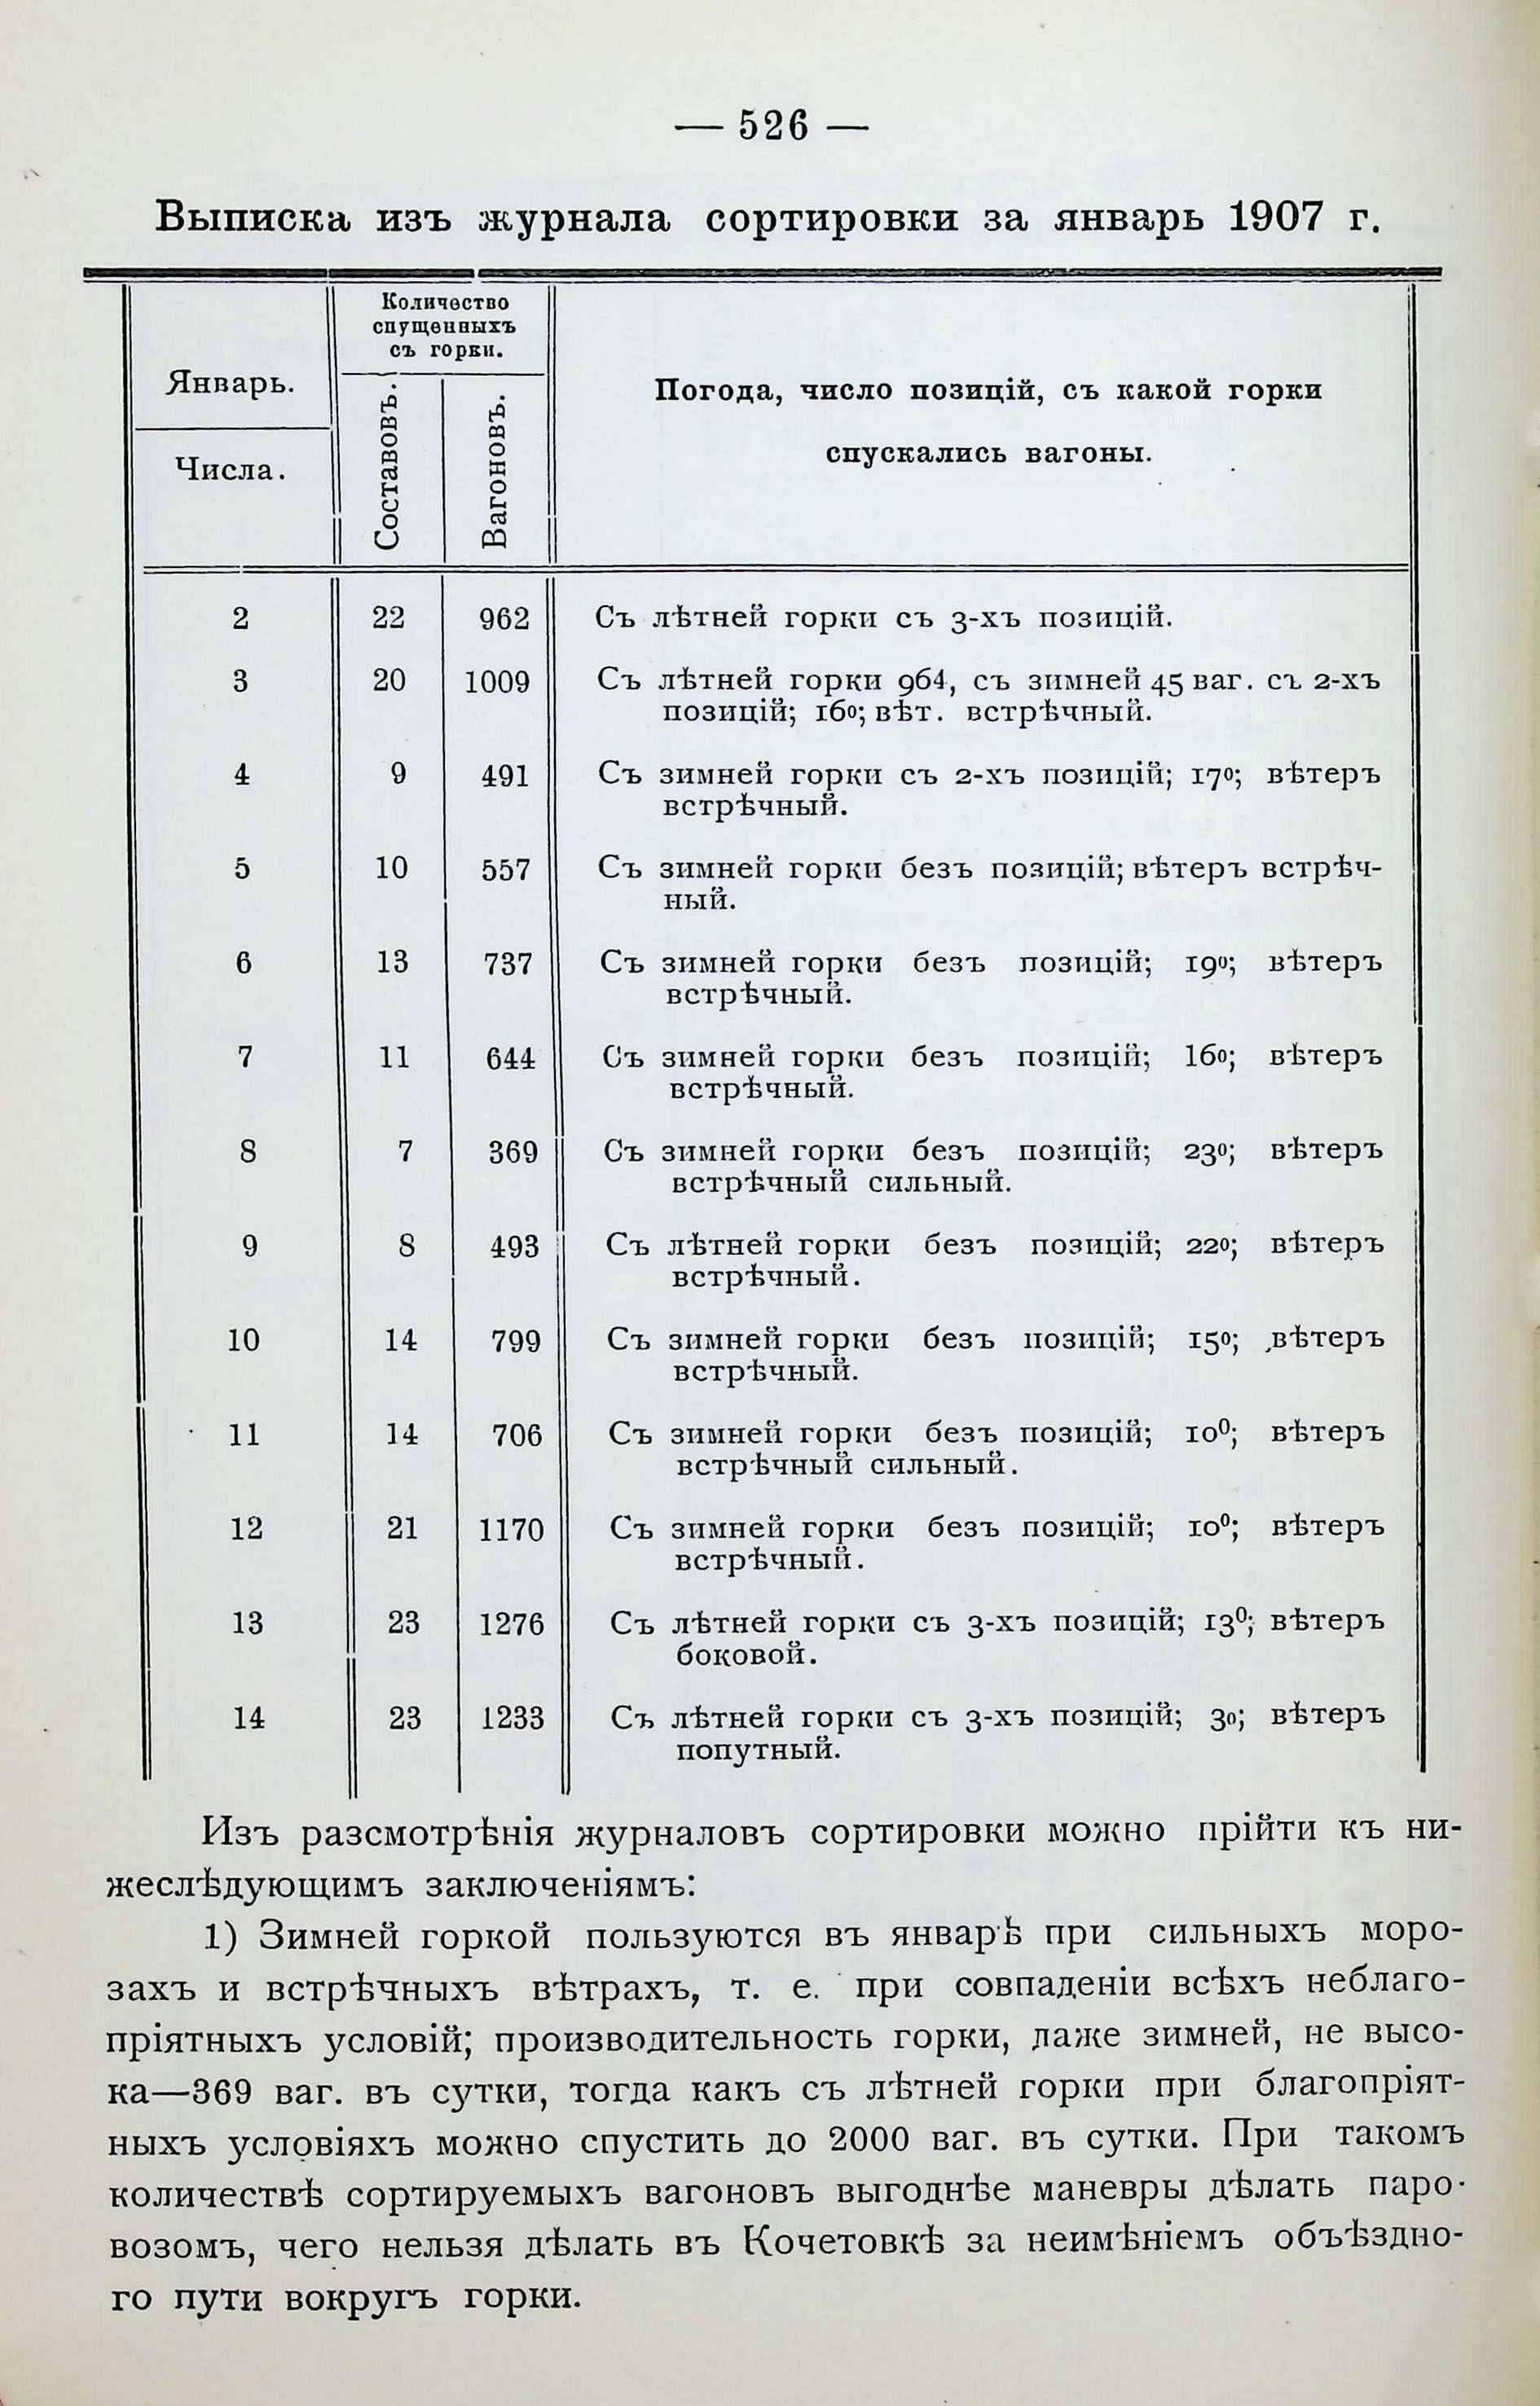 — 526 —
Выписка изъ журнала сортировки за январь 1907 г.
Январь.
Числа.
Количество
спущенныхъ
съ горки.
Составовъ.
Вагоновъ.
Погода, число позицій, съ какой горки
спускались вагоны.
2 22 962 Съ лѣтней горки съ 3-хъ позицій.
3 20 1009 Съ лѣтней горки 964, съ зимней 45 ваг. съ 2-хъ
позицій; 16о; вѣт. встрѣчный.
4 9 491 Съ зимней горки съ 2-хъ позицій; 17о; вѣтеръ
встрѣчный.
5 10 557 Съ зимней горки безъ позицій; вѣтеръ встрѣч-
ный.
6 13 737 Съ зимней горки безъ позицій; 19о; вѣтеръ
встрѣчный.
7 11 644 Съ зимней горки безъ позицій; 16о; вѣтеръ
встрѣчный.
8 7 369 Съ зимней горки безъ позицій; 23о; вѣтеръ
встрѣчный сильный.
9 8 493 Съ лѣтней горки безъ позицій; 22о; вѣтеръ
встрѣчный.
10 14 799 Съ зимней горки безъ позицій; 15о; вѣтеръ
встрѣчный.
11 14 706 Съ зимней горки безъ позицій; 10⁰; вѣтеръ
встрѣчный сильный.
12 21 1170 Съ зимней горки безъ позицій; 10⁰; вѣтеръ
встрѣчный.
13 23 1276 Съ лѣтней горки съ 3-хъ позицій; 13⁰; вѣтеръ
боковой.
14 23 1233 Съ лѣтней горки съ 3-хъ позицій; 3о; вѣтеръ
попутный.
Изъ разсмотрѣнія журналовъ сортировки можно прійти къ ни-
жеслѣдующимъ заключеніямъ:
1) Зимней горкой пользуются въ январѣ при сильныхъ моро-
захъ и встрѣчныхъ вѣтрахъ, т. е. при совпаденіи всѣхъ неблаго-
пріятныхъ условій; производительность горки, даже зимней, не высо-
ка—369 ваг. въ сутки, тогда какъ съ лѣтней горки при благопріят-
ныхъ условіяхъ можно спустить до 2000 ваг. въ сутки. При такомъ
количествѣ сортируемыхъ вагоновъ выгоднѣе маневры дѣлать паро-
возомъ, чего нельзя дѣлать въ Кочетовкѣ за неимѣніемъ объѣздно-
го пути вокругъ горки.